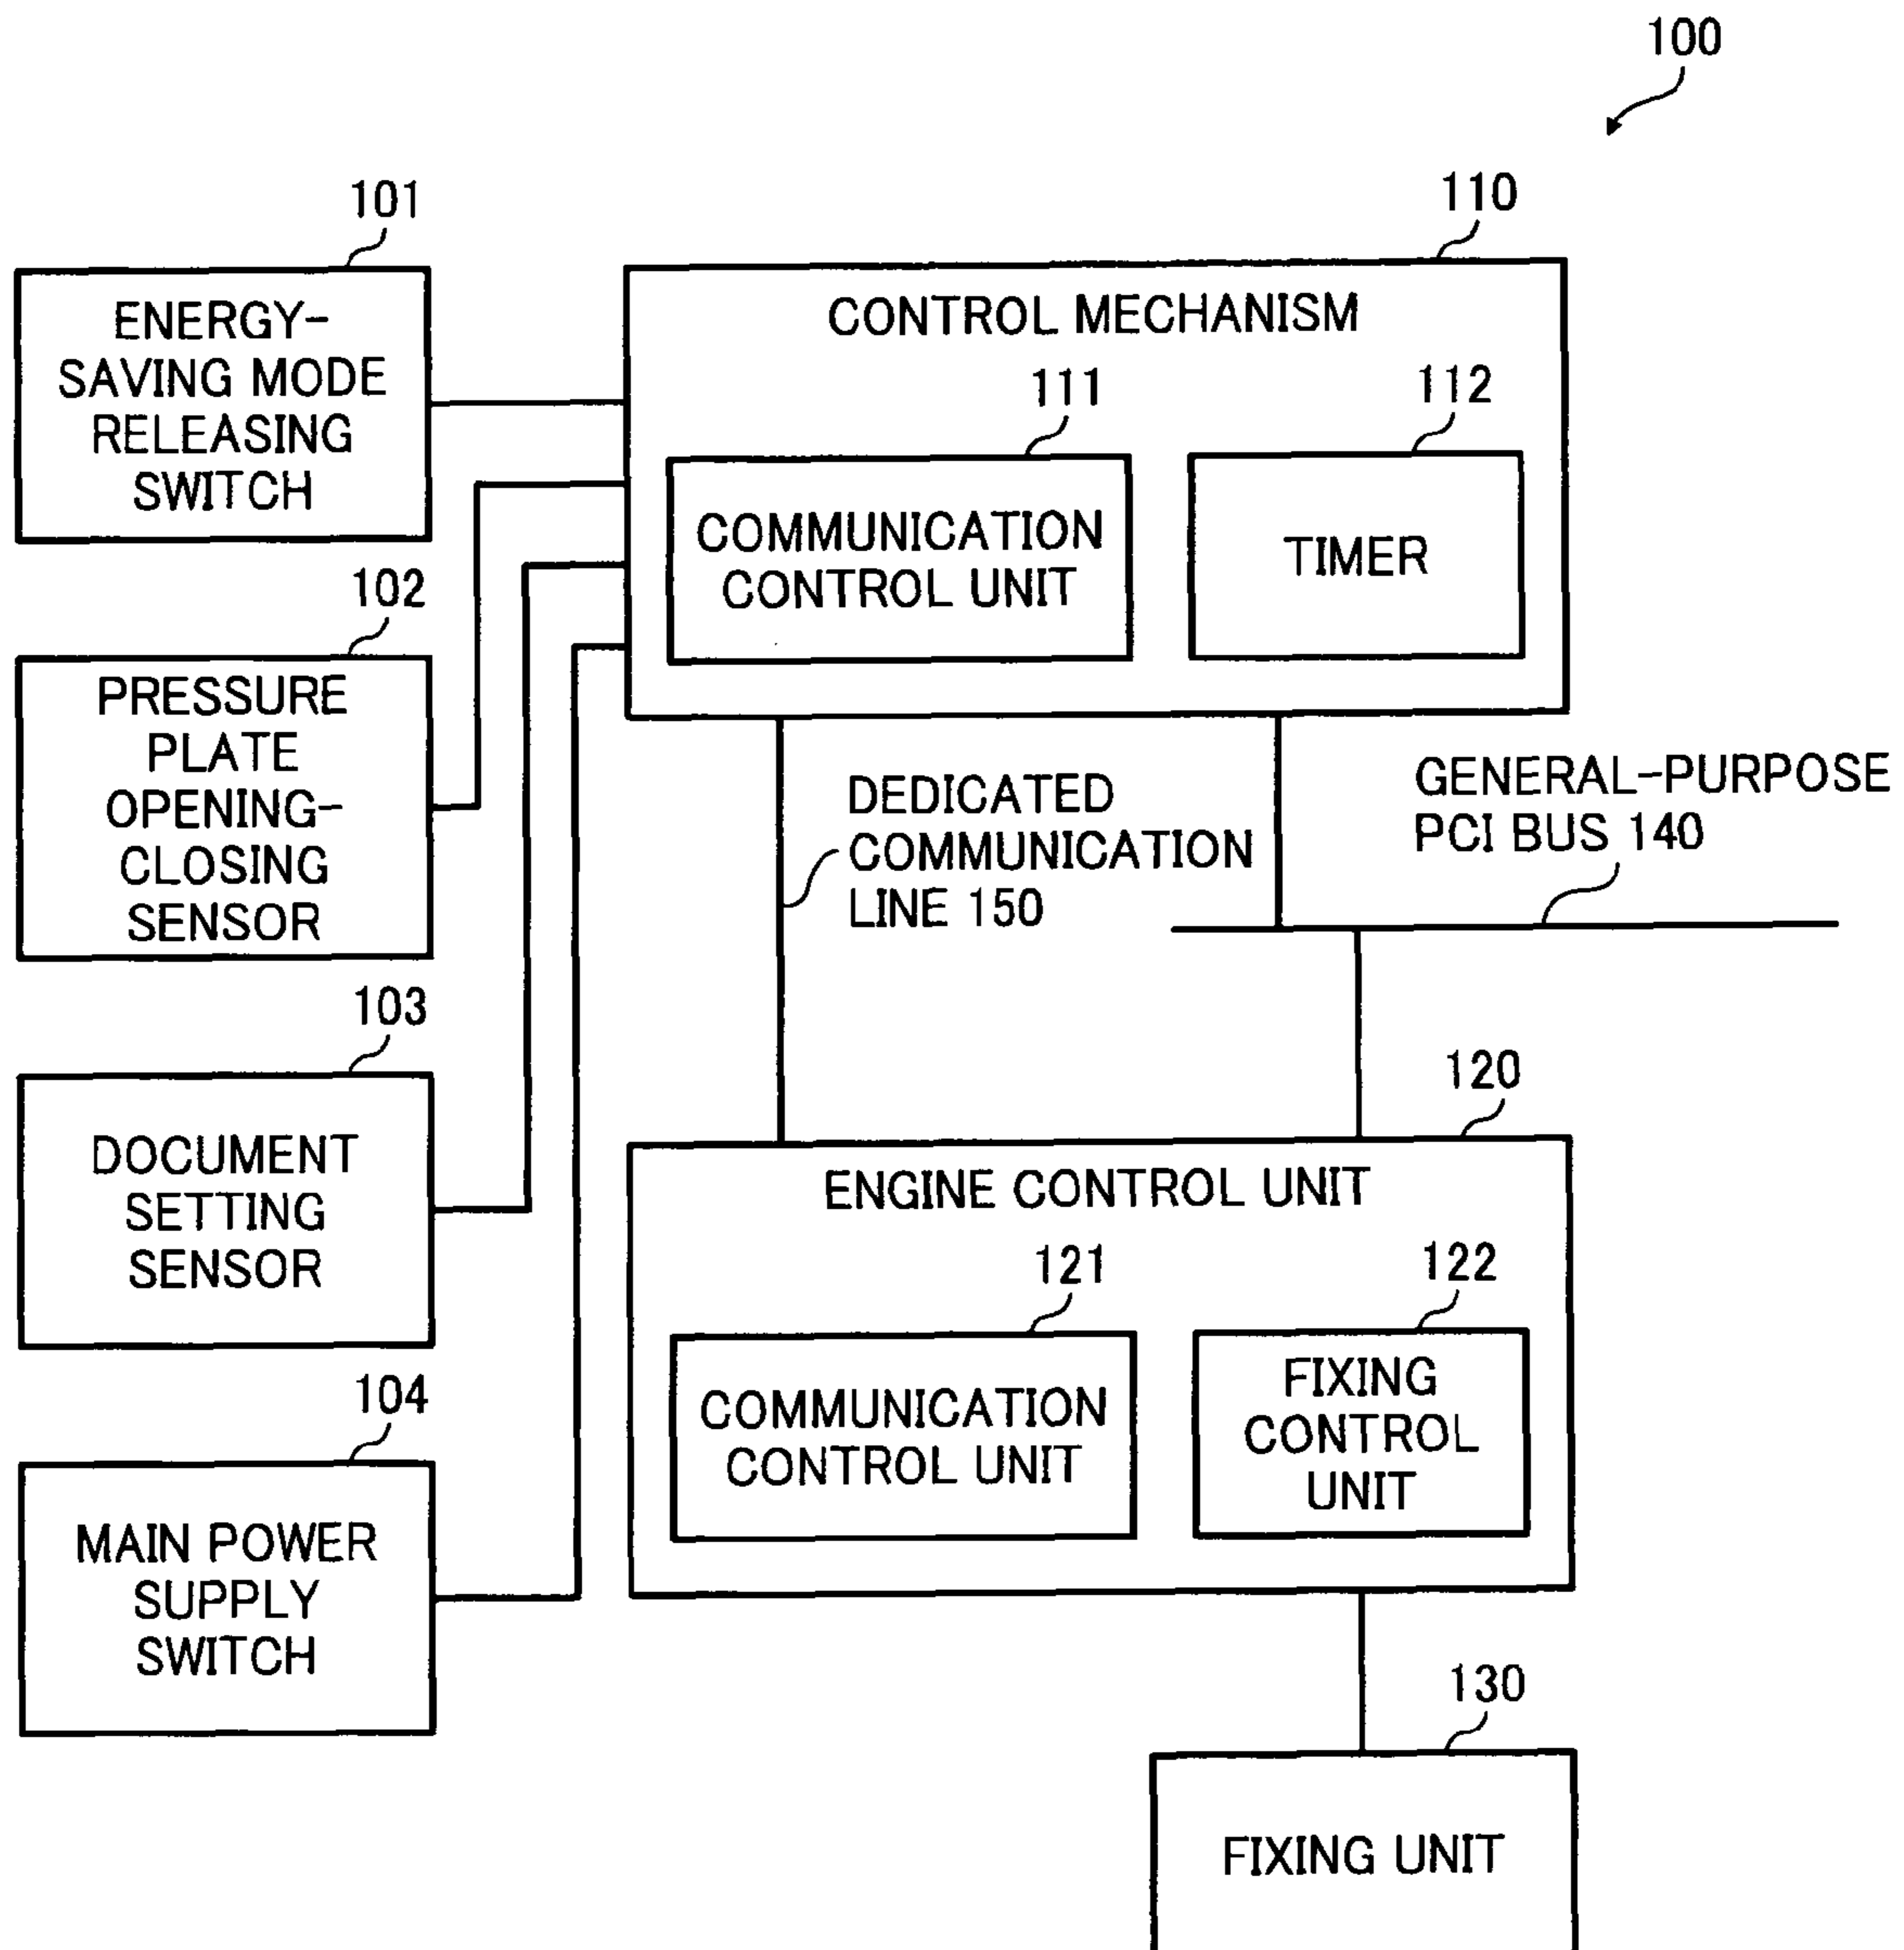 100
101
ENERGY-
SAVING MODE
RELEASING
SWITCH
102
PRESSURE
PLATE
OPENING-
CLOSING
SENSOR
103
DOCUMENT
SETTING
SENSOR
104
MAIN POWER
SUPPLY
SWITCH
110
CONTROL MECHANISM
111
COMMUNICATION
CONTROL UNIT
112
TIMER
DEDICATED
COMMUNICATION
LINE 150
GENERAL-PURPOSE
PCI BUS 140
120
ENGINE CONTROL UNIT
121
COMMUNICATION
CONTROL UNIT
122
FIXING
CONTROL
UNIT
130
FIXING UNIT